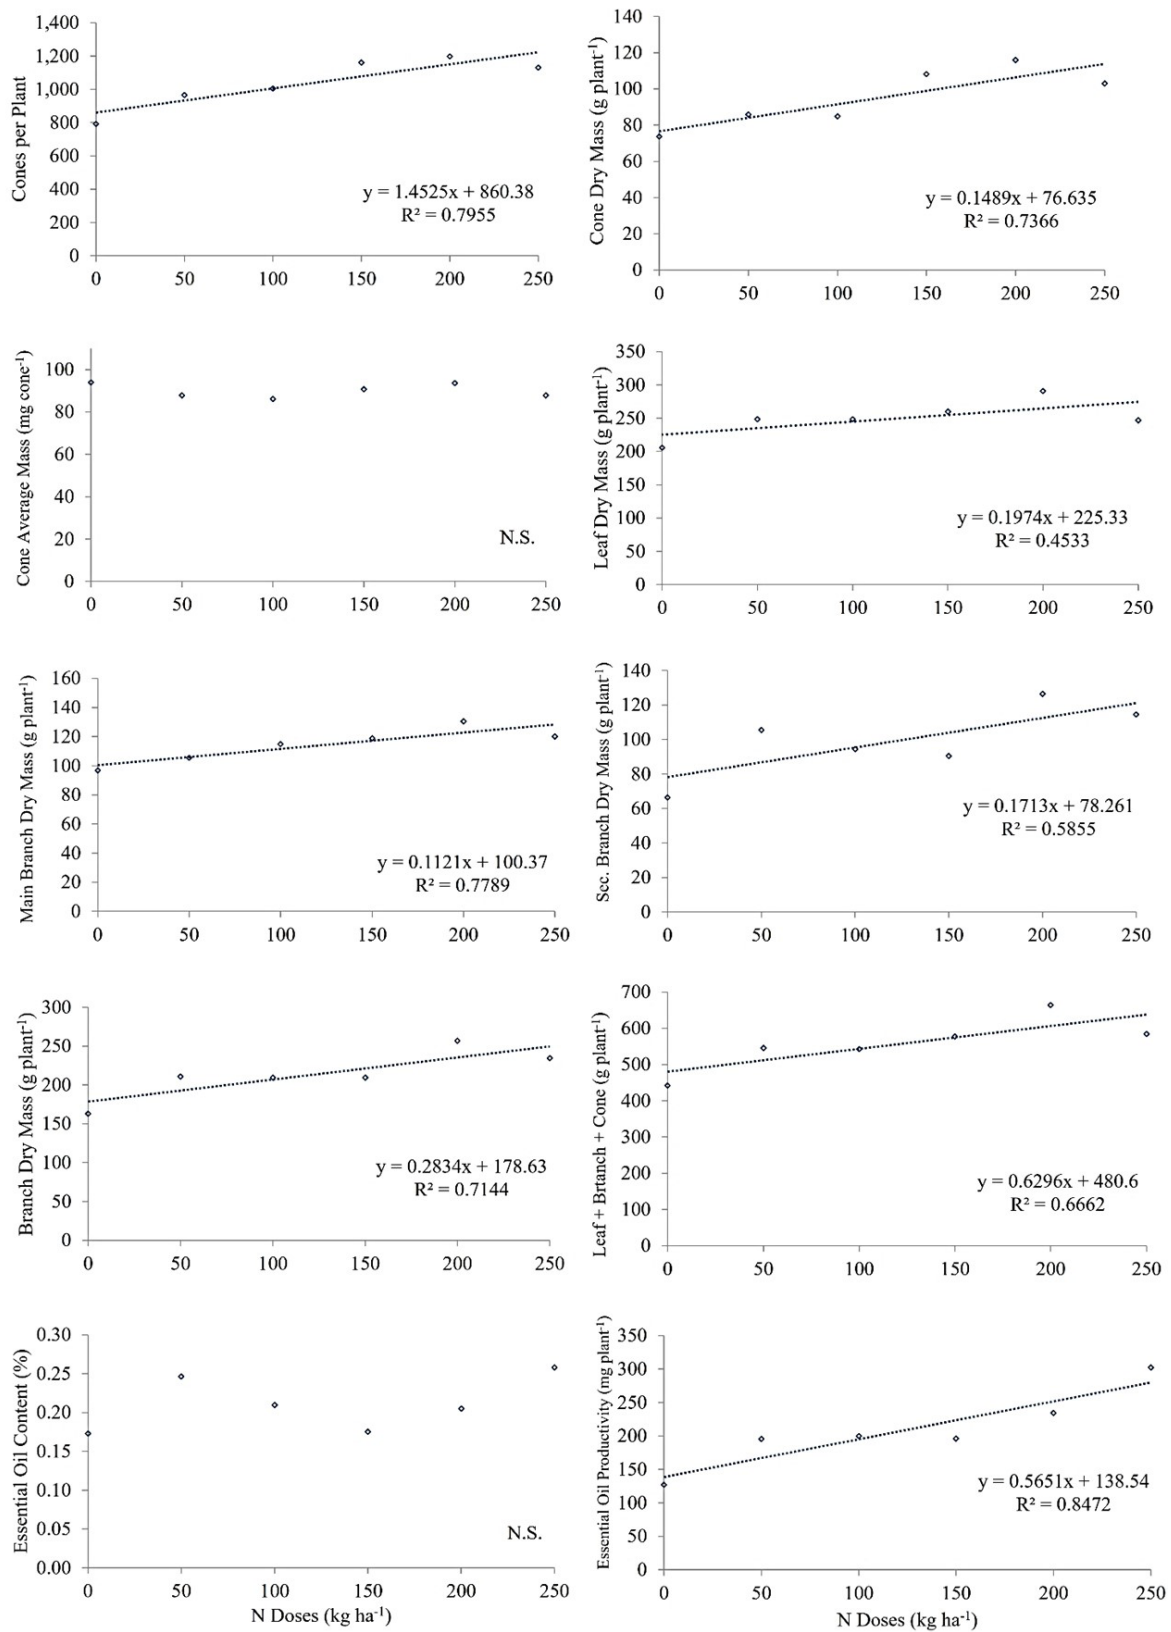 1,400
1,200
1,000
800
600
400
200
0
Cones per Plant
y = 1.4525x + 860.38
R² = 0.7955
0 50 100 150 200 250
140
120
100
80
60
40
20
0
Cone Dry Mass (g plant⁻¹)
y = 0.1489x + 76.635
R² = 0.7366
0 50 100 150 200 250
100
80
60
40
20
0
Cone Average Mass (mg cone⁻¹)
N.S.
0 50 100 150 200 250
350
300
250
200
150
100
50
0
Leaf Dry Mass (g plant⁻¹)
y = 0.1974x + 225.33
R² = 0.4533
0 50 100 150 200 250
160
140
120
100
80
60
40
20
0
Main Branch Dry Mass (g plant⁻¹)
y = 0.1121x + 100.37
R² = 0.7789
0 50 100 150 200 250
140
120
100
80
60
40
20
0
Sec. Branch Dry Mass (g plant⁻¹)
y = 0.1713x + 78.261
R² = 0.5855
0 50 100 150 200 250
300
250
200
150
100
50
0
Branch Dry Mass (g plant⁻¹)
y = 0.2834x + 178.63
R² = 0.7144
0 50 100 150 200 250
700
600
500
400
300
200
100
0
Leaf + Brtanch + Cone (g plant⁻¹)
y = 0.6296x + 480.6
R² = 0.6662
0 50 100 150 200 250
0.30
0.25
0.20
0.15
0.10
0.05
0.00
Essential Oil Content (%)
N.S.
0 50 100 150 200 250
N Doses (kg ha⁻¹)
350
300
250
200
150
100
50
0
Essential Oil Productivity (mg plant⁻¹)
y = 0.5651x + 138.54
R² = 0.8472
0 50 100 150 200 250
N Doses (kg ha⁻¹)